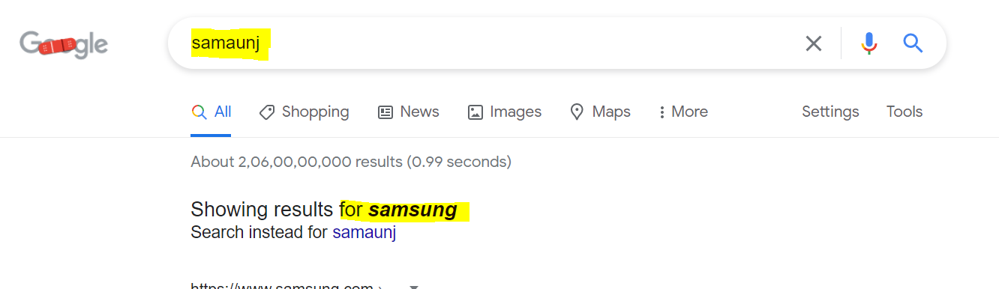 Google
samaunj
All Shopping News Images Maps More Settings Tools
About 2,06,00,00,000 results (0.99 seconds)
Showing results for samsung
Search instead for samaunj
https://www.samsung.com ›